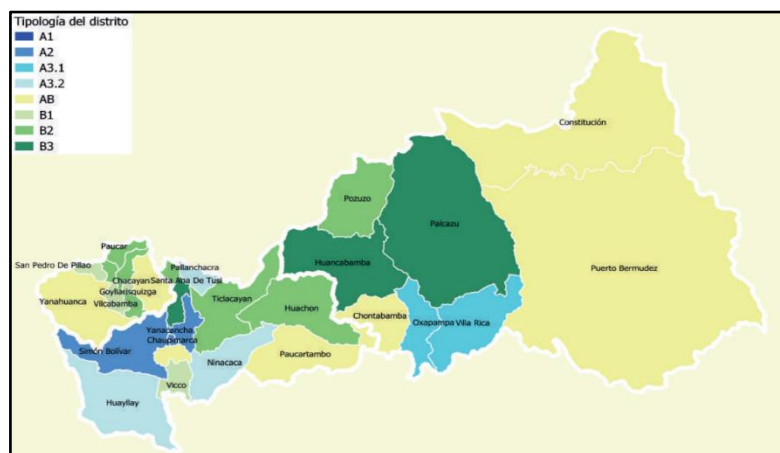 Tipología del distrito
A1
A2
A3.1
A3.2
AB
B1
B2
B3
Constitución
Pozuzo
Palcazu
Paucar
San Pedro De Pillao
Pallanchacra
Huancabamba
Puerto Bermudez
Chacayan
Santa Ana De Tusi
Goyllarisquizga
Yanahuanca
Vilcabamba
Ticlacayan
Huachon
Chontabamba
Oxapampa
Villa Rica
Yanacancha
Chaupimarca
Simón Bolívar
Paucartambo
Ninacaca
Vicco
Huayllay